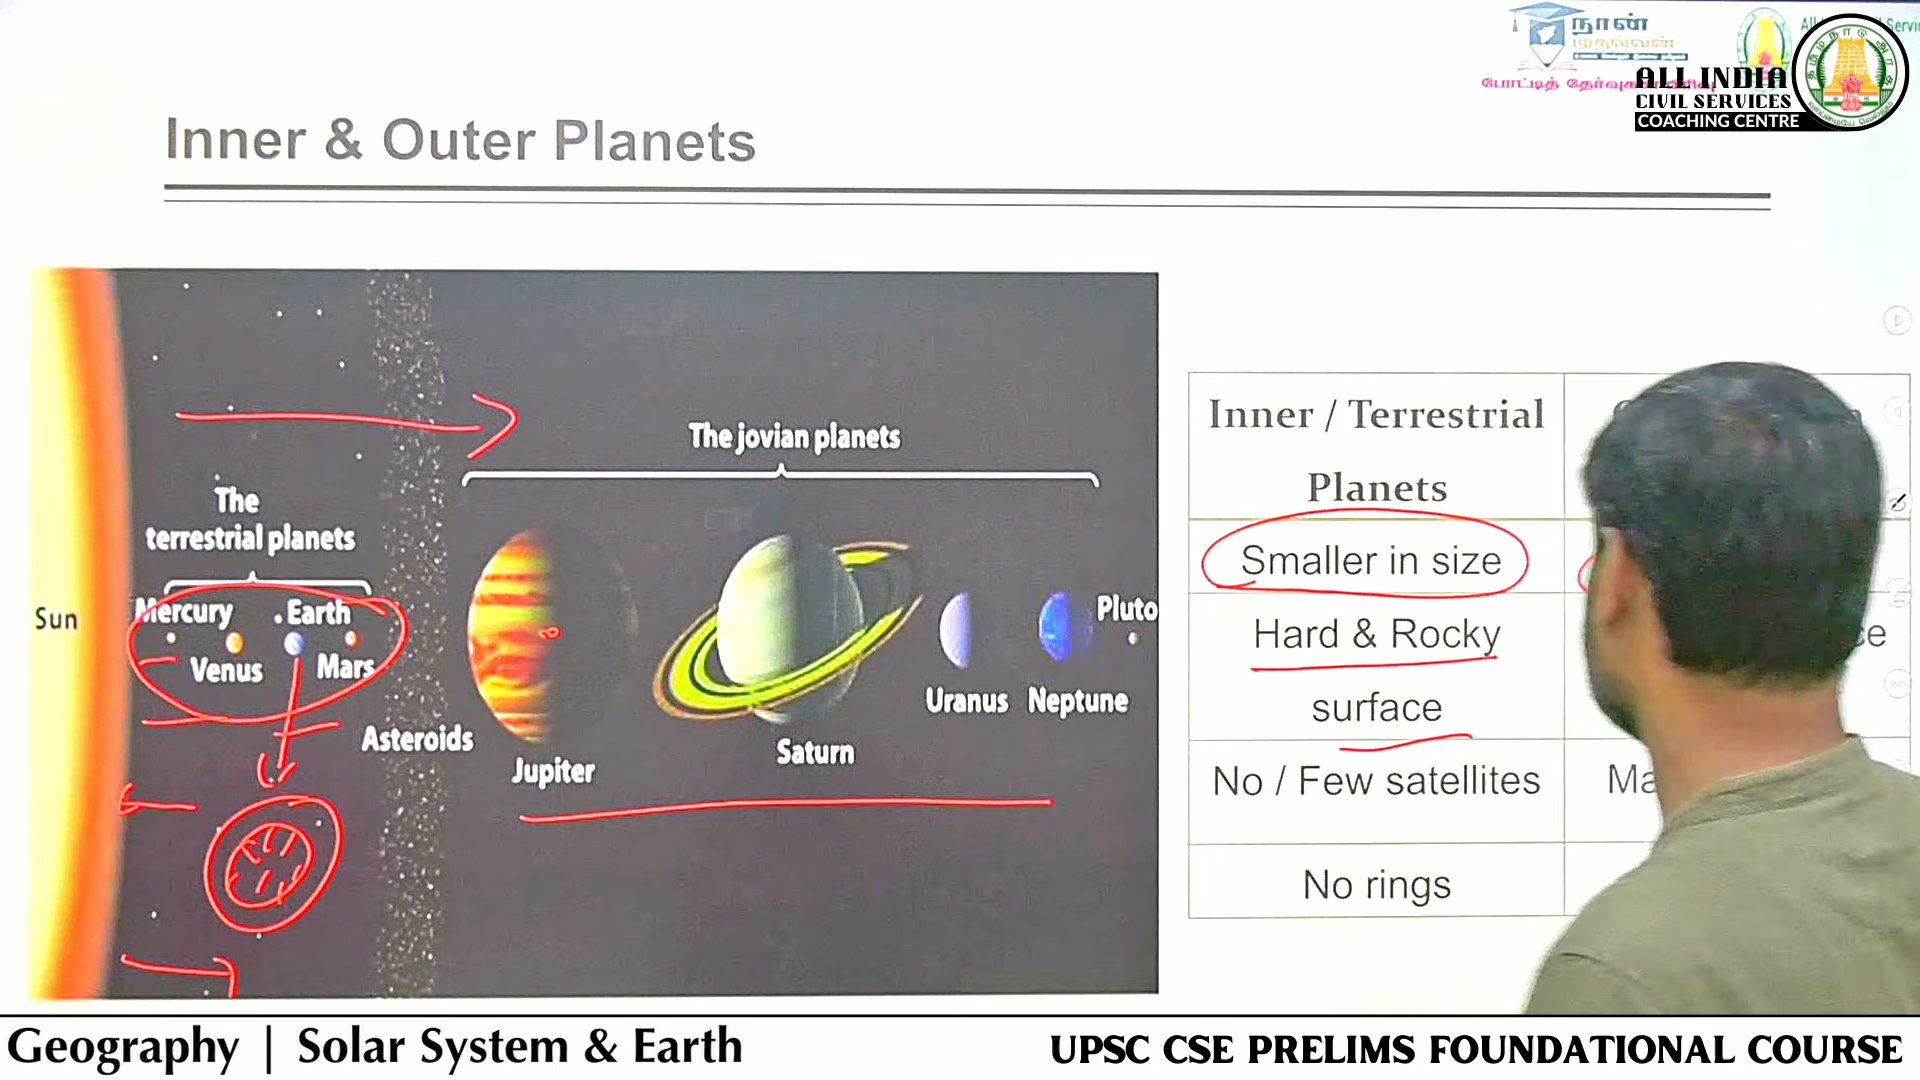 நான்
முதல்வன்
ALL INDIA
CIVIL SERVICES
COACHING CENTRE
Inner & Outer Planets
The jovian planets
The
terrestrial planets
Mercury
Earth
Venus
Mars
Sun
Asteroids
Jupiter
Saturn
Uranus
Neptune
Pluto
Inner / Terrestrial
Planets
Smaller in size
Hard & Rocky
surface
No / Few satellites
Ma
No rings
Geography | Solar System & Earth
UPSC CSE PRELIMS FOUNDATIONAL COURSE